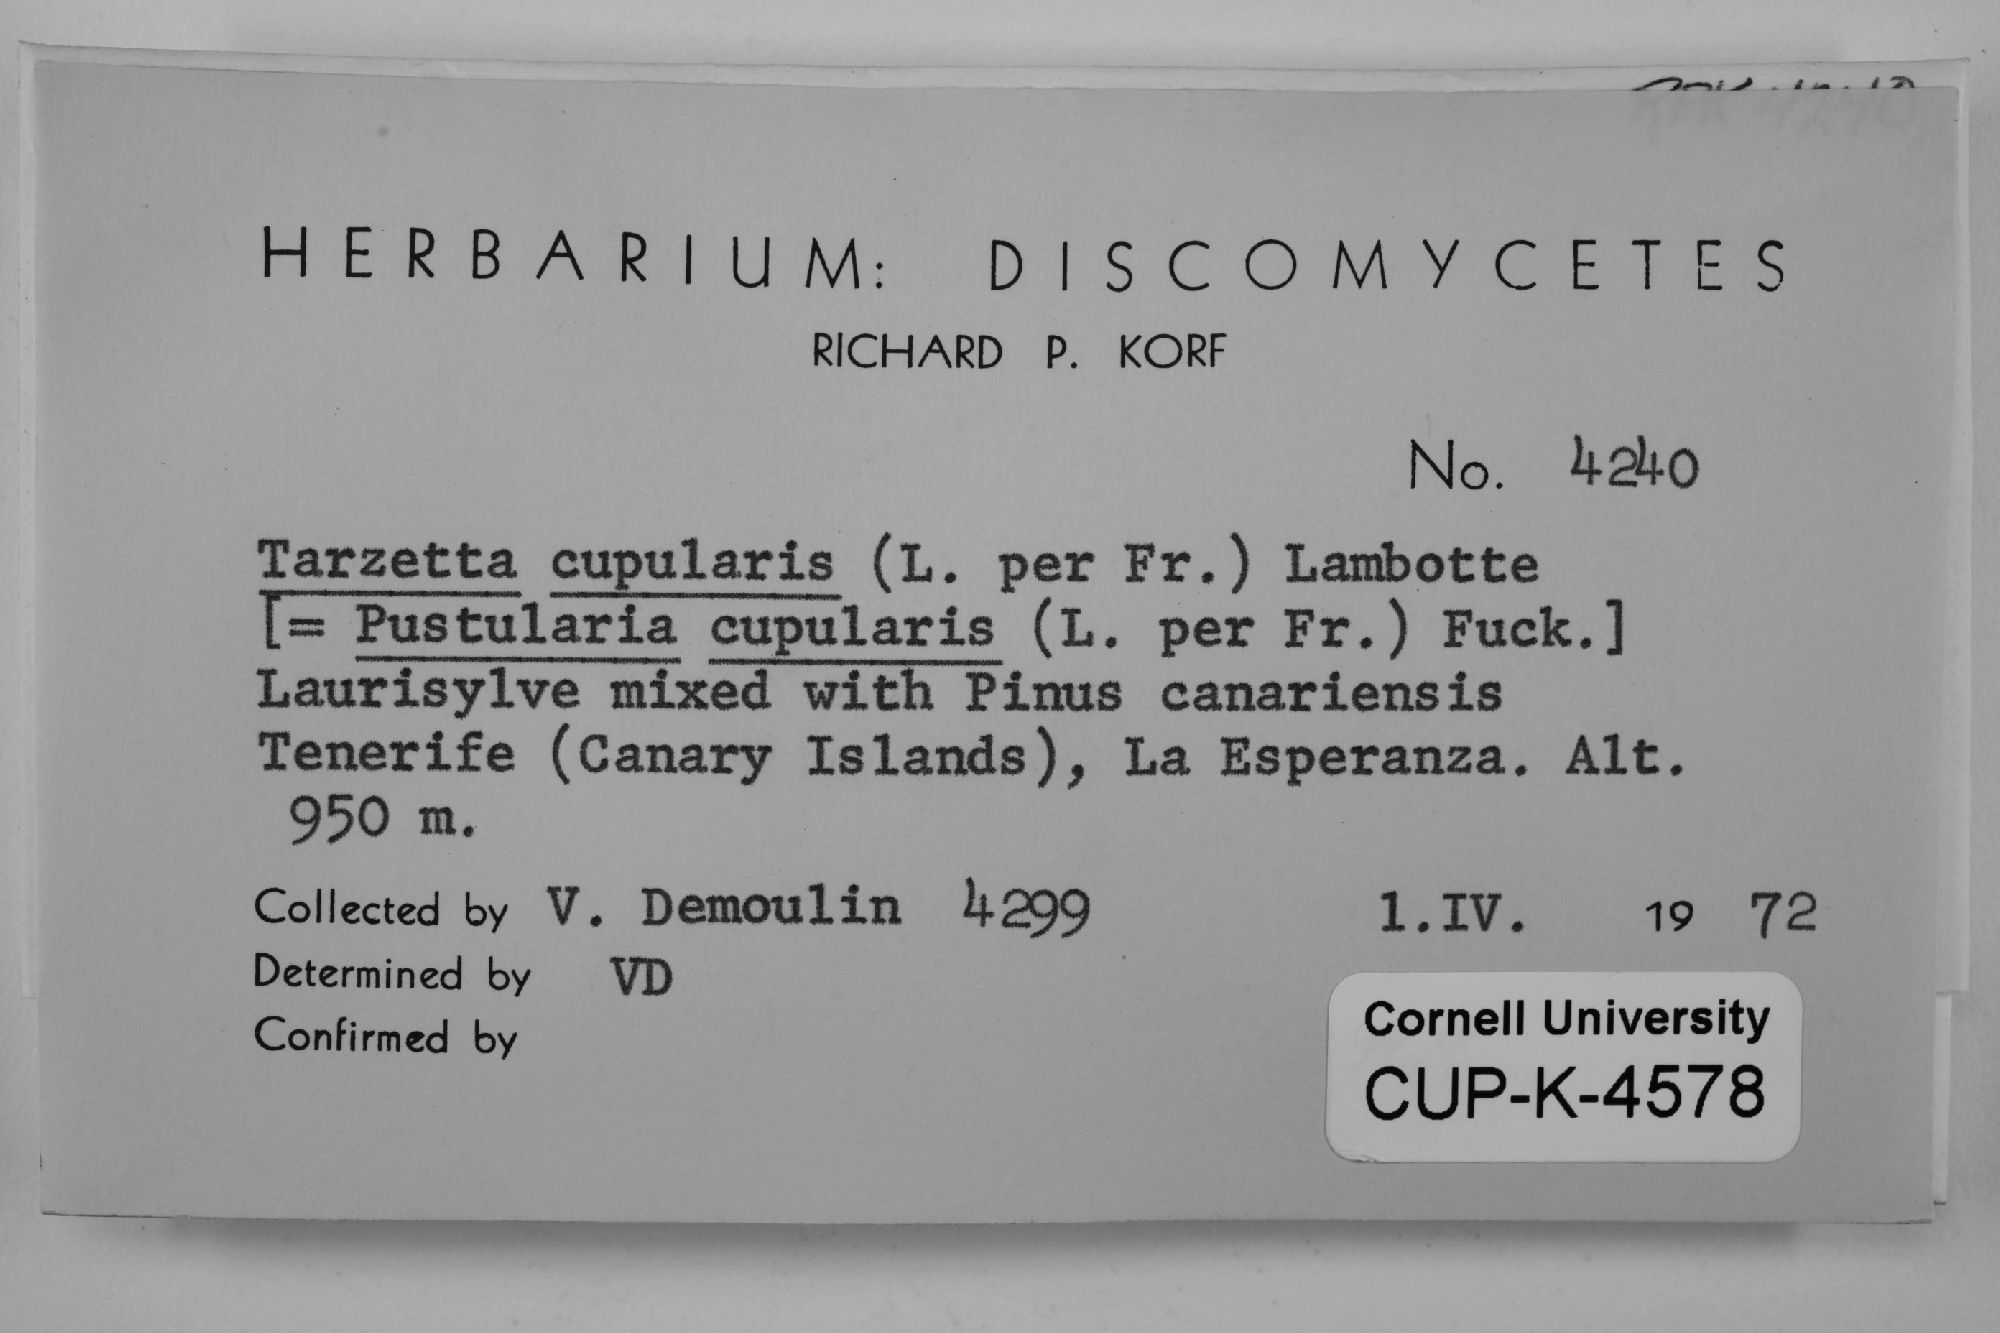 HERBARIUM: DISCOMYCETES
RICHARD P. KORF
No. 4240
Tarzetta cupularis (L. per Fr.) Lambotte
[= Pustularia cupularis (L. per Fr.) Fuck.]
Laurisylve mixed with Pinus canariensis
Tenerife (Canary Islands), La Esperanza. Alt.
950 m.
Collected by V. Demoulin 4299 1.IV. 19 72
Determined by VD
Confirmed by
Cornell University
CUP-K-4578